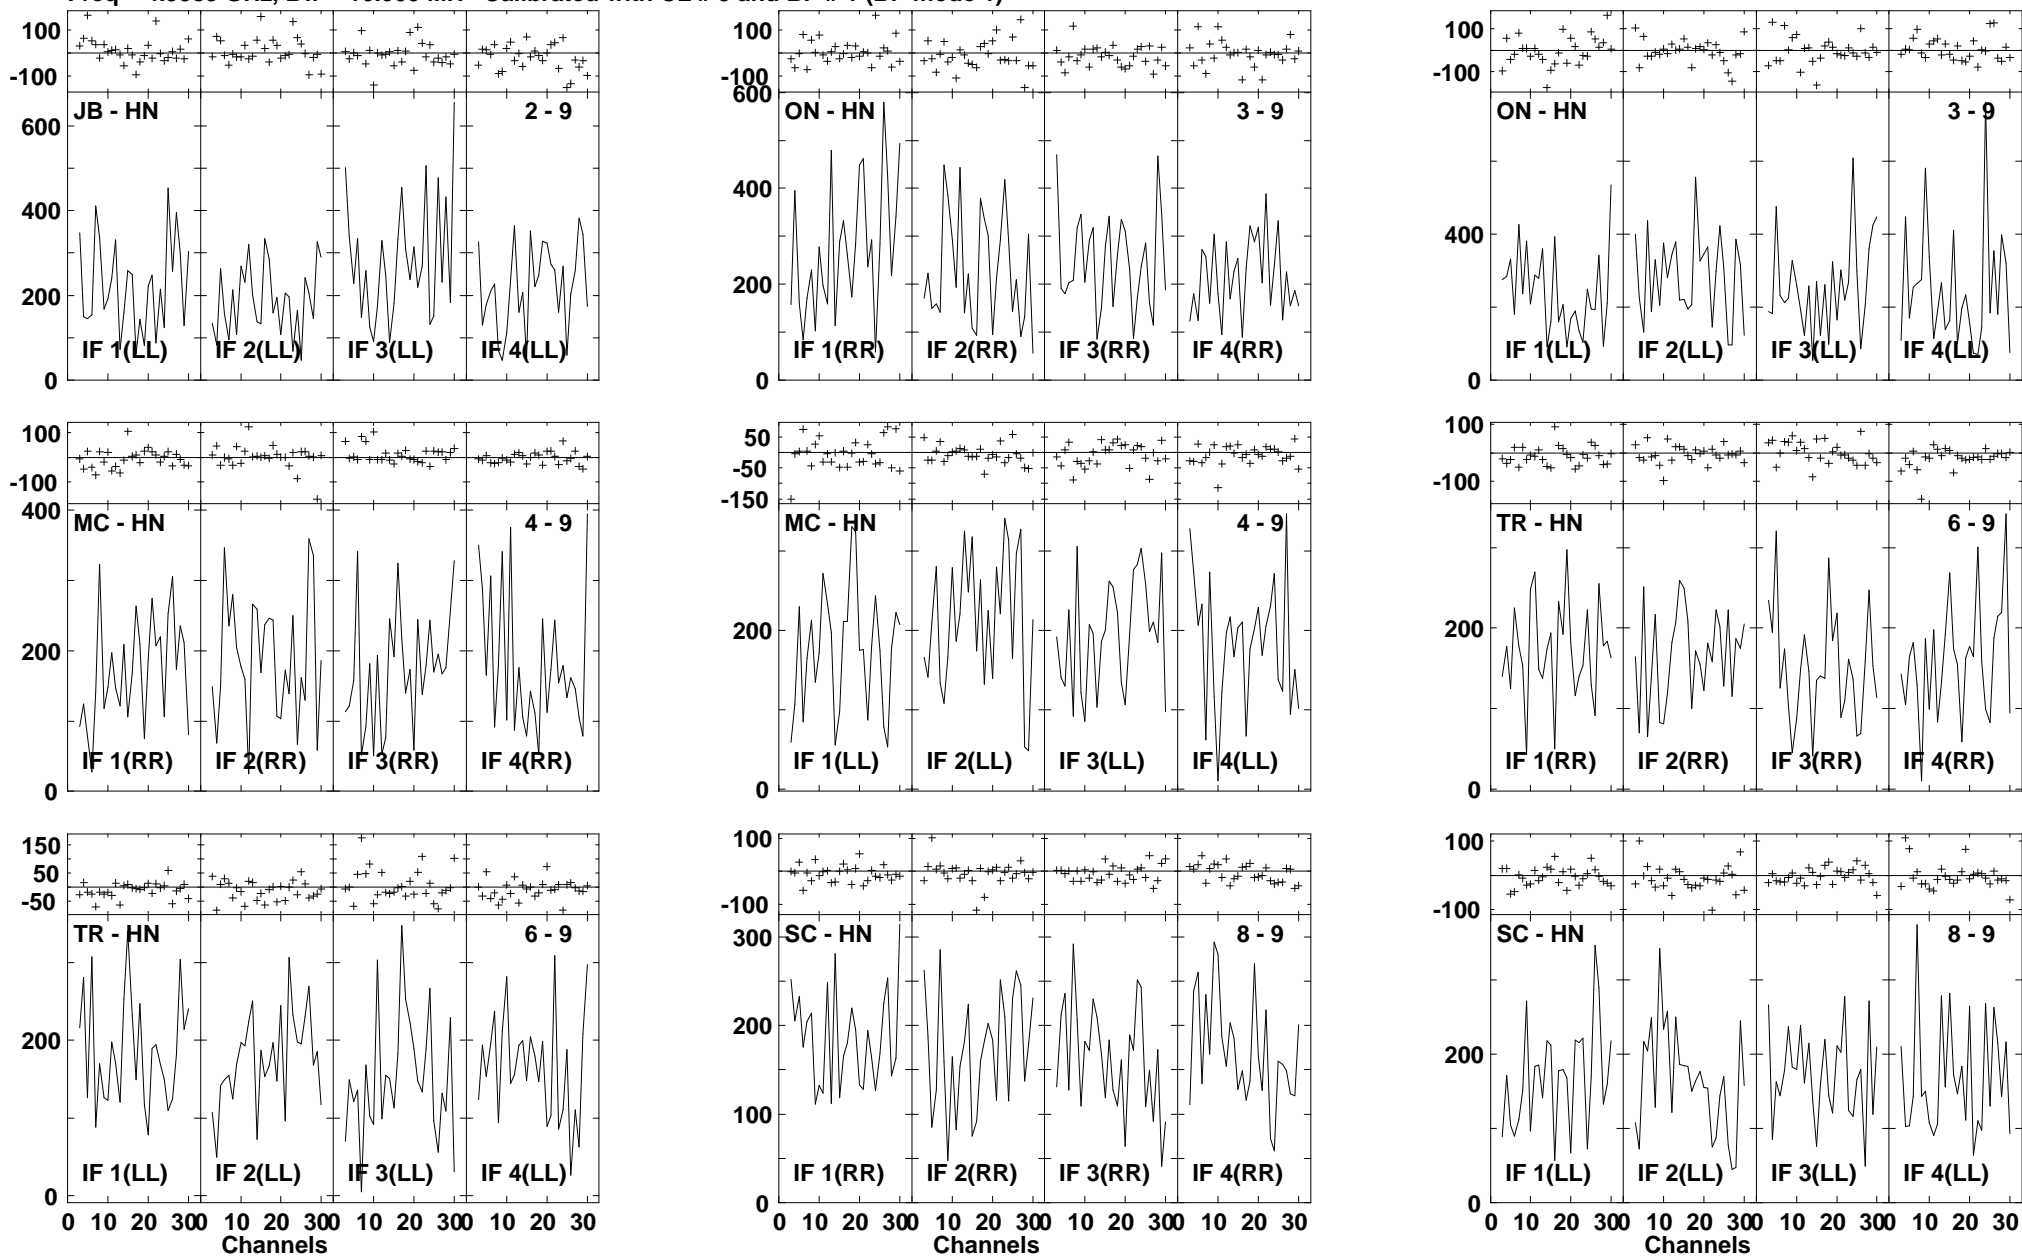 100
-100
JB - HN 2 - 9
600
400
200
0
IF 1(LL) IF 2(LL) IF 3(LL) IF 4(LL)
100
-100
600
ON - HN 3 - 9
400
200
0
IF 1(RR) IF 2(RR) IF 3(RR) IF 4(RR)
100
-100
ON - HN 3 - 9
400
0
IF 1(LL) IF 2(LL) IF 3(LL) IF 4(LL)
100
-100
400
MC - HN 4 - 9
200
0
IF 1(RR) IF 2(RR) IF 3(RR) IF 4(RR)
50
-50
-150
MC - HN 4 - 9
200
0
IF 1(LL) IF 2(LL) IF 3(LL) IF 4(LL)
100
-100
TR - HN 6 - 9
200
0
IF 1(RR) IF 2(RR) IF 3(RR) IF 4(RR)
150
50
-50
TR - HN 6 - 9
200
0
IF 1(LL) IF 2(LL) IF 3(LL) IF 4(LL)
0 10 20 30 0 10 20 30 0 10 20 30 0 10 20 30
Channels
100
-100
SC - HN 8 - 9
300
200
100
0
IF 1(RR) IF 2(RR) IF 3(RR) IF 4(RR)
0 10 20 30 0 10 20 30 0 10 20 30 0 10 20 30
Channels
100
-100
SC - HN 8 - 9
200
0
IF 1(LL) IF 2(LL) IF 3(LL) IF 4(LL)
0 10 20 30 0 10 20 30 0 10 20 30 0 10 20 30
Channels